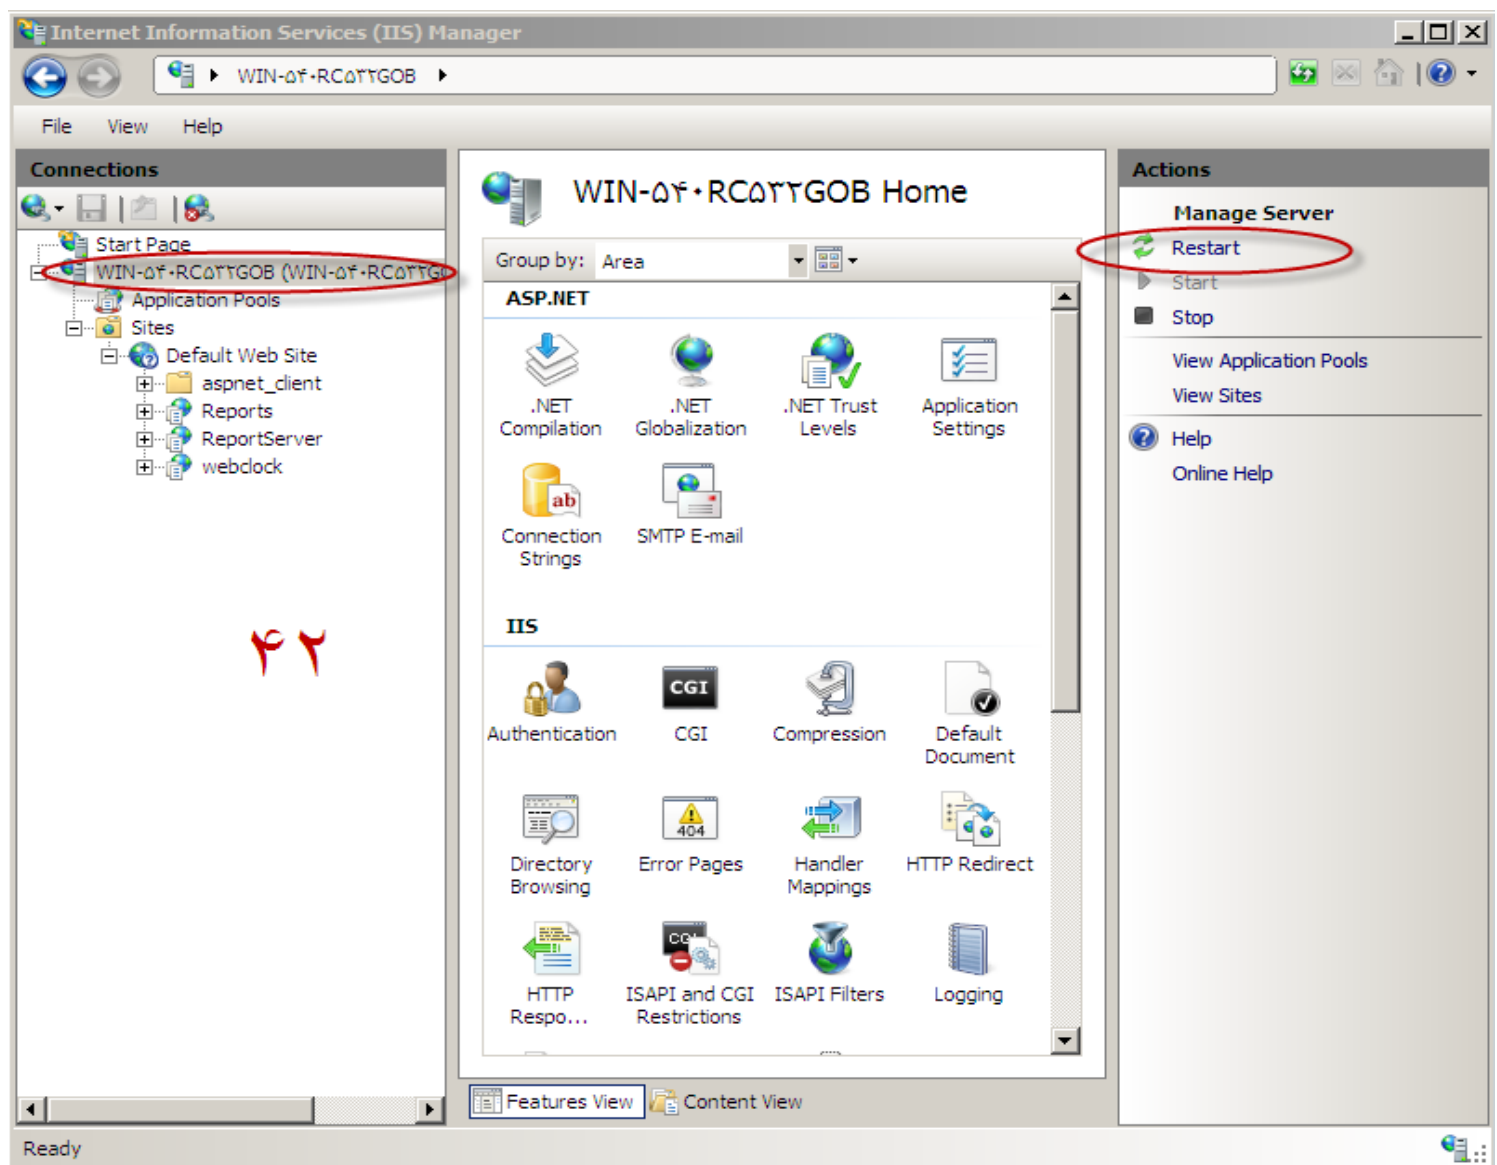 Internet Information Services (IIS) Manager
WIN-۵۴۰RC۵۲۲GOB
File View Help
Connections
Start Page
WIN-۵۴۰RC۵۲۲GOB (WIN-۵۴۰RC۵۲۲GO
Application Pools
Sites
Default Web Site
aspnet_client
Reports
ReportServer
webclock
۴۲
WIN-۵۴۰RC۵۲۲GOB Home
Group by: Area
ASP.NET
.NET Compilation
.NET Globalization
.NET Trust Levels
Application Settings
Connection Strings
SMTP E-mail
IIS
Authentication
CGI
CGI
Compression
Default Document
Directory Browsing
404
Error Pages
Handler Mappings
HTTP Redirect
HTTP Respo...
ISAPI and CGI Restrictions
ISAPI Filters
Logging
ab
Features View
Content View
Actions
Manage Server
Restart
Start
Stop
View Application Pools
View Sites
Help
Online Help
Ready